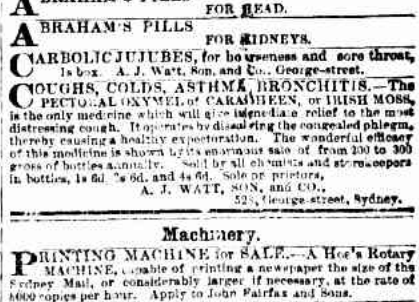 ABRAHAM'S PILLS
FOR HEAD.
ABRAHAM'S PILLS
FOR KIDNEYS.
CARBOLIC JUJUBES, for hoarseness and sore throat,
1s box. A. J. Watt, Son, and Co., George-street.
COUGHS, COLDS, ASTHMA, BRONCHITIS.—The
PECTORAL OXYMEL of CARAGHEEN, or IRISH MOSS,
is the only medicine which will give immediate relief to the most
distressing cough. It operates by dissolving the congealed phlegm,
thereby causing a healthy expectoration. The wonderful efficacy
of this medicine is shown by its enormous sale of from 200 to 300
gross of bottles annually. Sold by all chemists and storekeepers
in bottles, 1s 6d, 2s 6d, and 4s 6d. Sole proprietors,
A. J. WATT, SON, and CO.,
George-street, Sydney.
Machinery.
PRINTING MACHINE for SALE.—A Hoe's Rotary
MACHINE, capable of printing a newspaper the size of the
Sydney Mail, or considerably larger if necessary, at the rate of
copies per hour. Apply to John Fairfax and Sons.